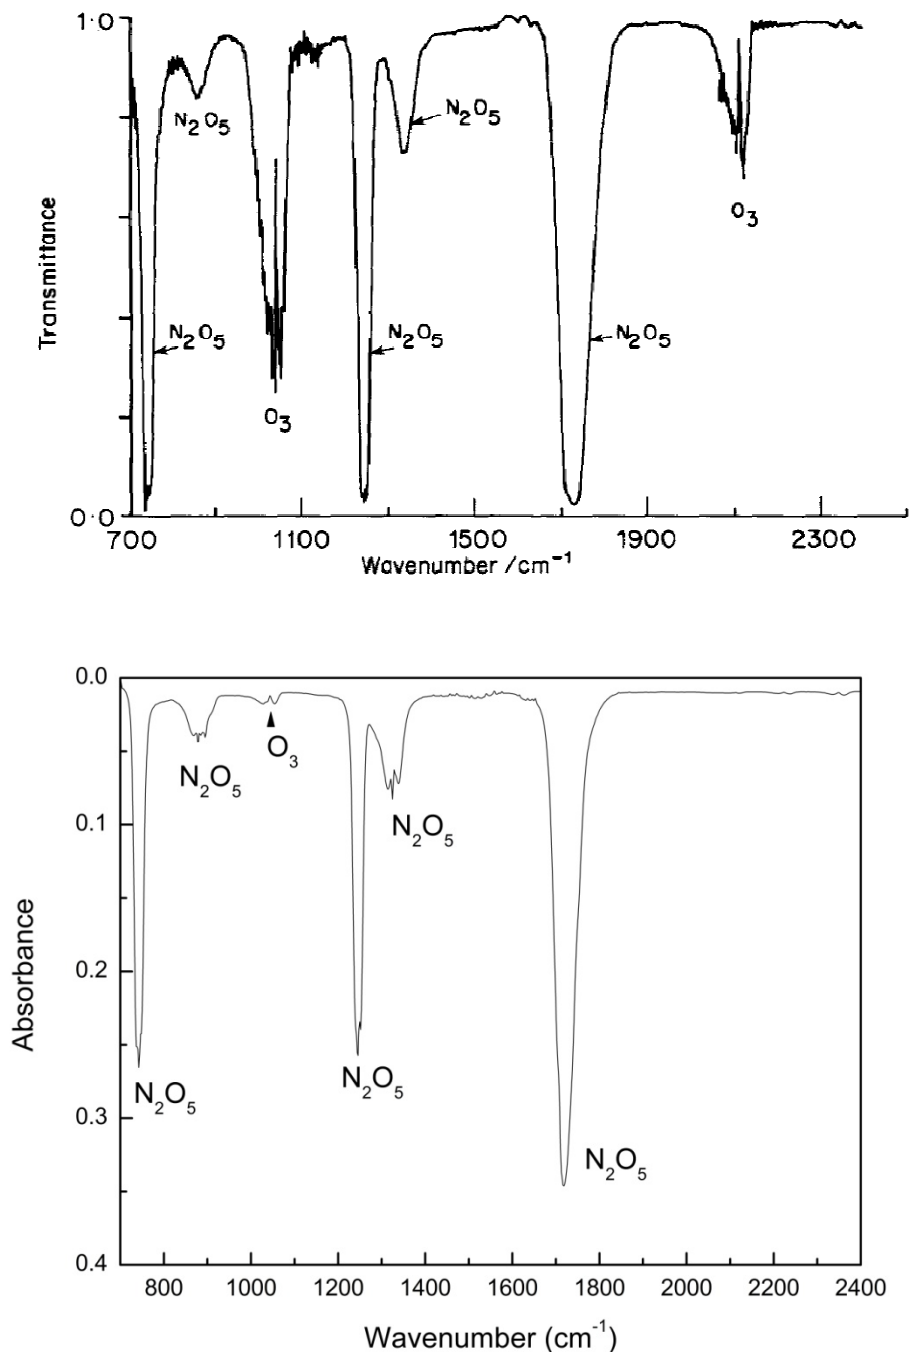 1·0
N₂O₅
N₂O₅
O₃
Transmittance
N₂O₅
N₂O₅
N₂O₅
O₃
0·0
700 1100 1500 1900 2300
Wavenumber /cm⁻¹
0.0
O₃
N₂O₅
N₂O₅
0.1
Absorbance
0.2
N₂O₅
N₂O₅
0.3
N₂O₅
0.4
800 1000 1200 1400 1600 1800 2000 2200 2400
Wavenumber (cm⁻¹)